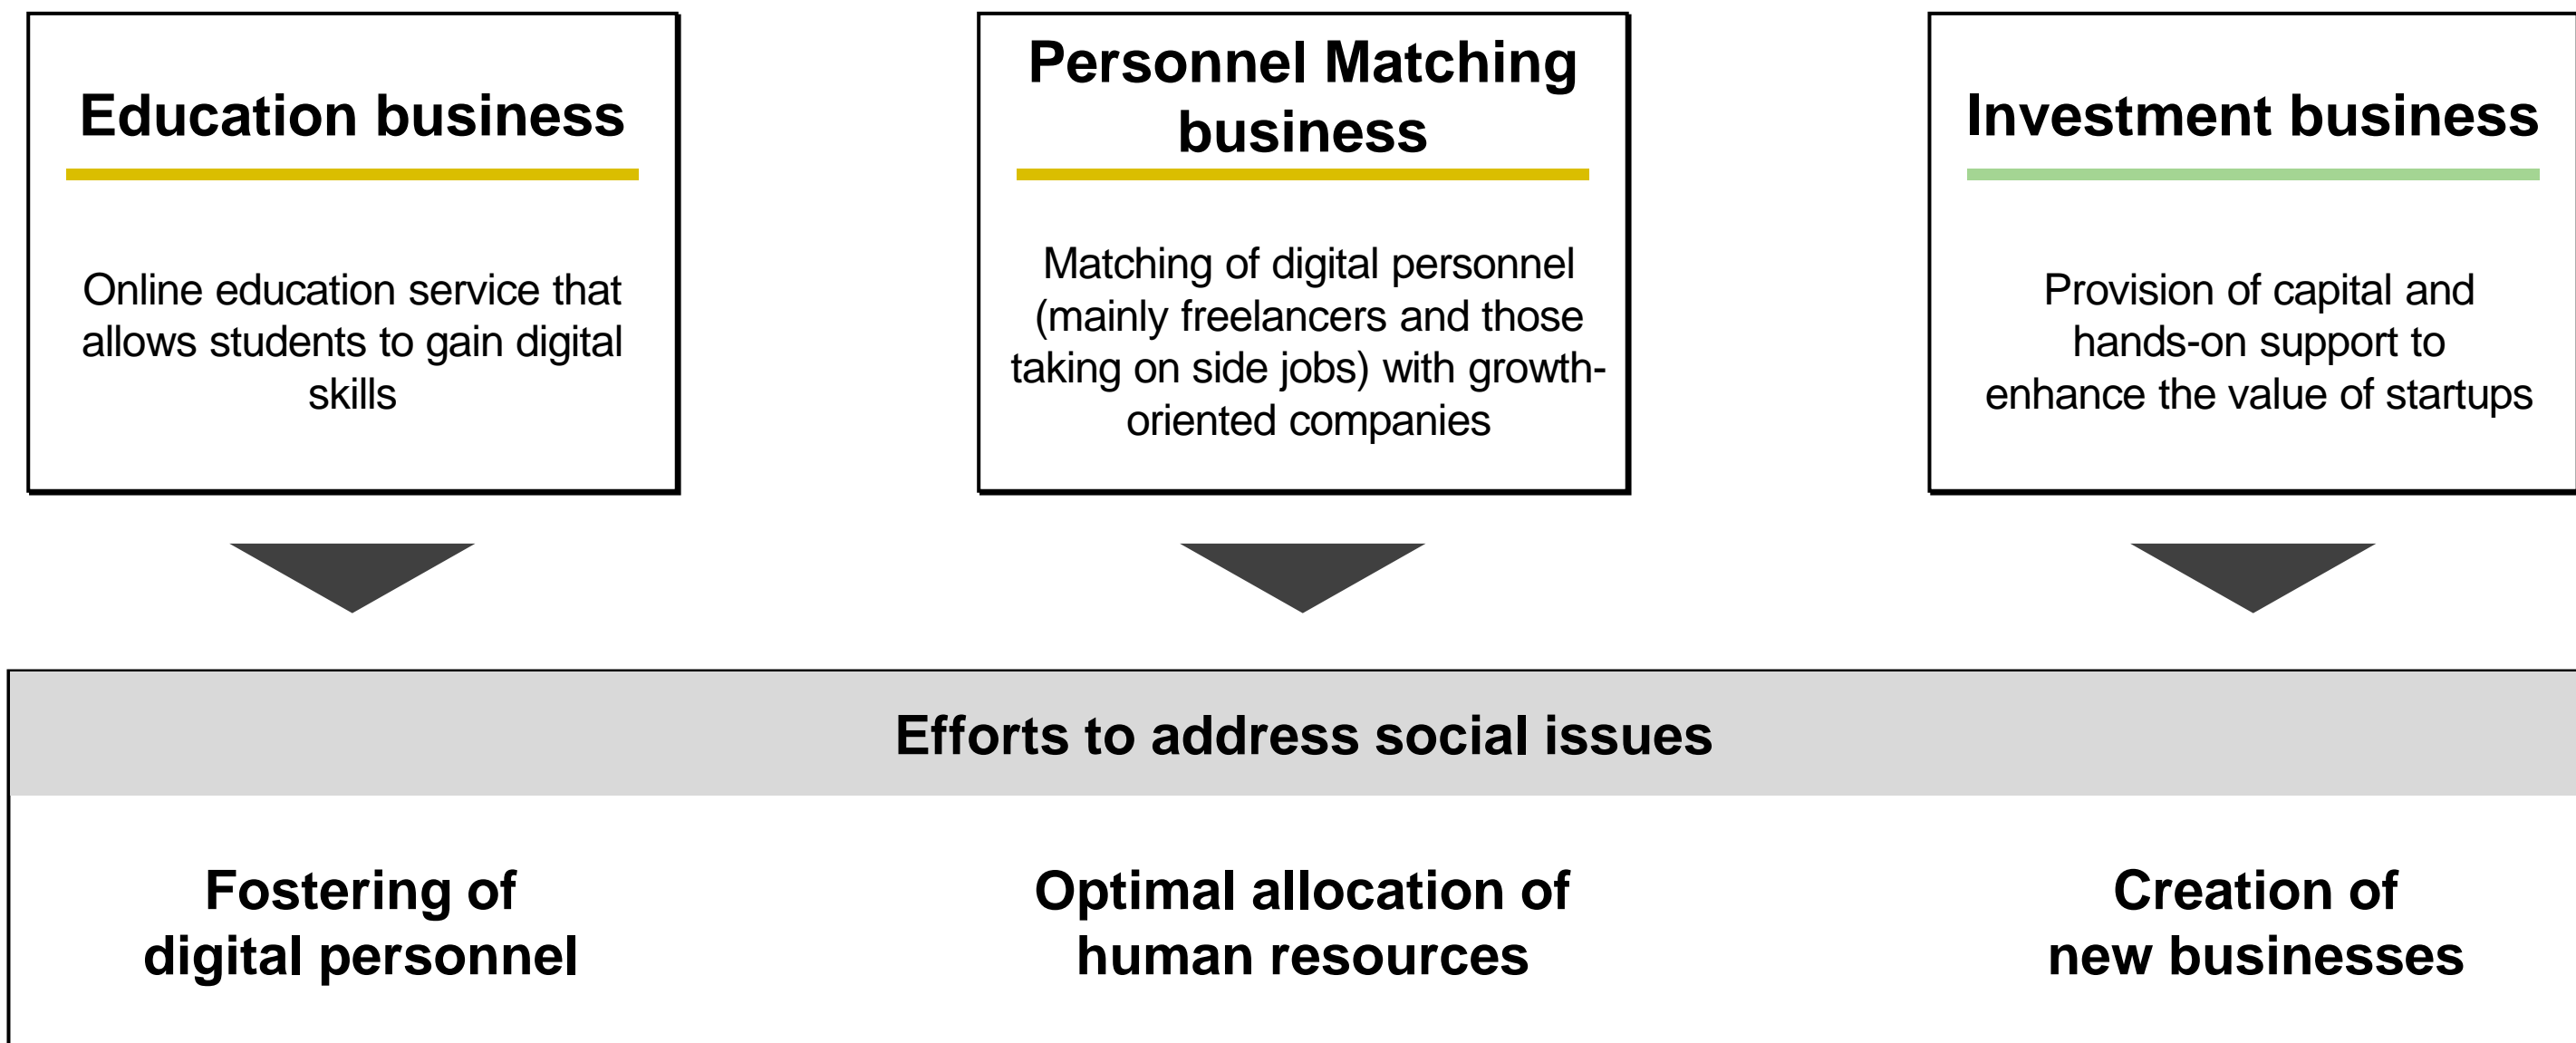 Education business
Online education service that
allows students to gain digital
skills
Personnel Matching
business
Matching of digital personnel
(mainly freelancers and those
taking on side jobs) with growth-
oriented companies
Investment business
Provision of capital and
hands-on support to
enhance the value of startups
Efforts to address social issues
Fostering of
digital personnel
Optimal allocation of
human resources
Creation of
new businesses